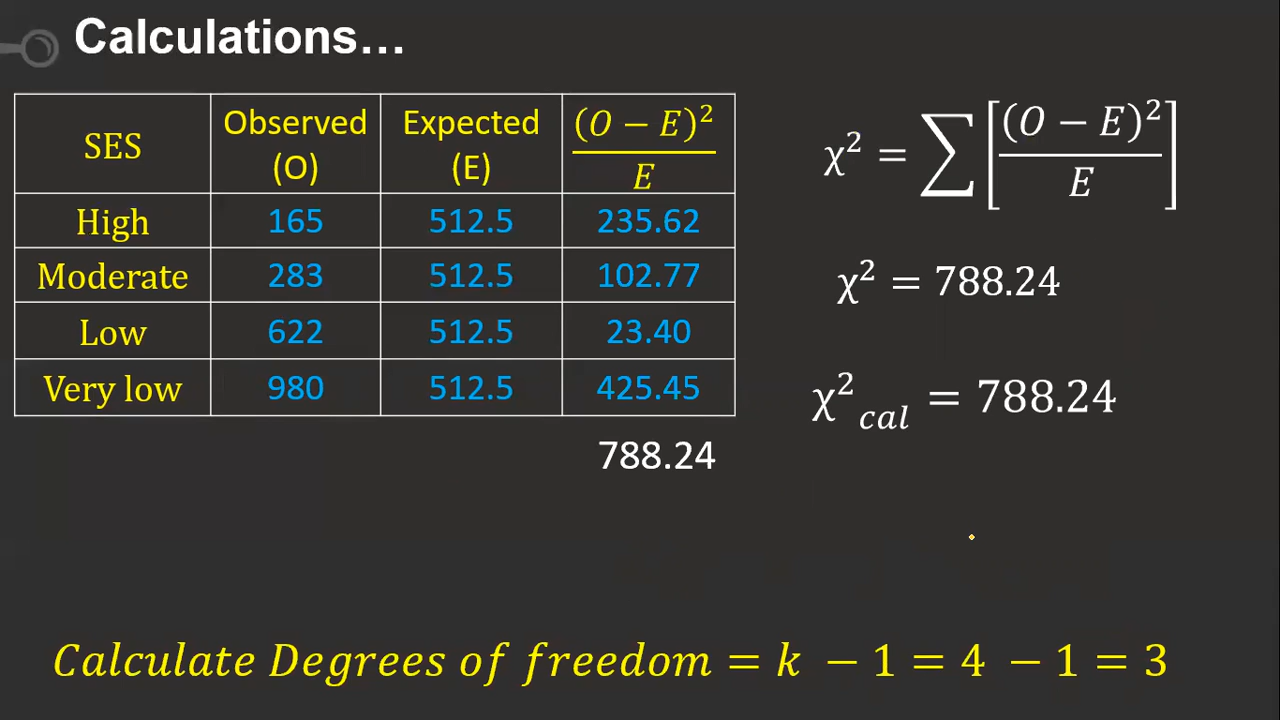 Calculations…
SES | Observed (O) | Expected (E) | (O − E)² / E
High | 165 | 512.5 | 235.62
Moderate | 283 | 512.5 | 102.77
Low | 622 | 512.5 | 23.40
Very low | 980 | 512.5 | 425.45
788.24
χ² = ∑ [(O − E)² / E]
χ² = 788.24
χ²cal = 788.24
Calculate Degrees of freedom = k − 1 = 4 − 1 = 3